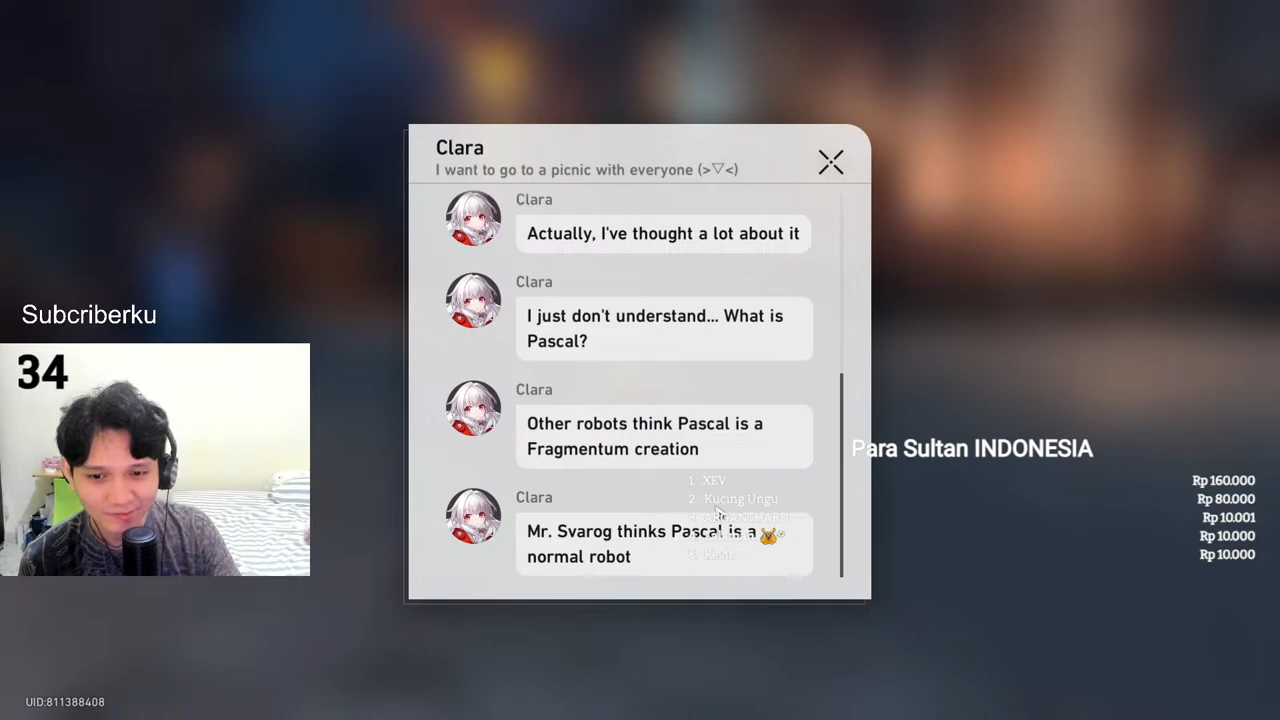 Clara
I want to go to a picnic with everyone (>▽<)
Clara
Actually, I've thought a lot about it
Clara
I just don't understand... What is
Pascal?
Clara
Other robots think Pascal is a
Fragmentum creation
Clara
Mr. Svarog thinks Pascal is a
normal robot
Subcriberku
34
Para Sultan INDONESIA
1. XEV
Rp 160.000
2. Kucing Ungu
Rp 80.000
Rp 10.001
Rp 10.000
Rp 10.000
UID:811388408